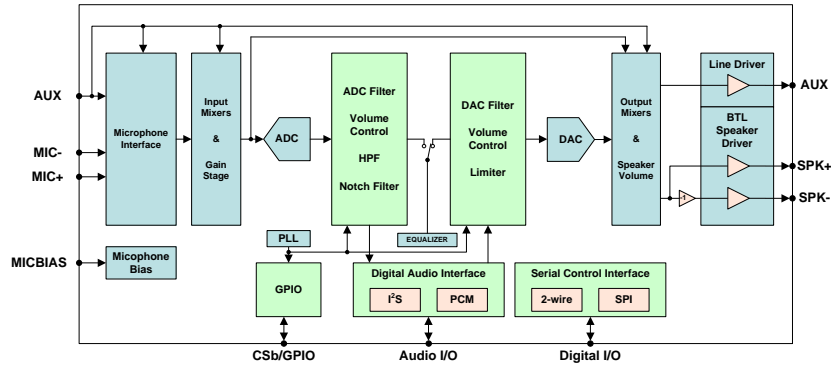 AUX
MIC-
MIC+
MICBIAS
Microphone
Interface
Input
Mixers
&
Gain
Stage
ADC
ADC Filter
Volume
Control
HPF
Notch Filter
DAC Filter
Volume
Control
Limiter
DAC
Output
Mixers
&
Speaker
Volume
Line Driver
BTL
Speaker
Driver
-1
AUX
SPK+
SPK-
Micophone
Bias
PLL
EQUALIZER
GPIO
Digital Audio Interface
I²S
PCM
Serial Control Interface
2-wire
SPI
CSb/GPIO
Audio I/O
Digital I/O